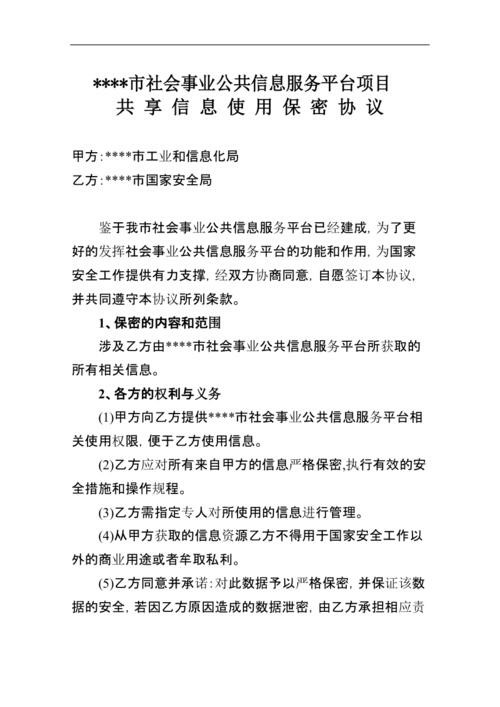 ****市社会事业公共信息服务平台项目
共享信息使用保密协议
甲方:****市工业和信息化局
乙方:****市国家安全局
鉴于我市社会事业公共信息服务平台已经建成,为了更
好的发挥社会事业公共信息服务平台的功能和作用,为国家
安全工作提供有力支撑,经双方协商同意,自愿签订本协议,
并共同遵守本协议所列条款。
1、保密的内容和范围
涉及乙方由****市社会事业公共信息服务平台所获取的
所有相关信息。
2、各方的权利与义务
(1)甲方向乙方提供****市社会事业公共信息服务平台相
关使用权限,便于乙方使用信息。
(2)乙方应对所有来自甲方的信息严格保密,执行有效的安
全措施和操作规程。
(3)乙方需指定专人对所使用的信息进行管理。
(4)从甲方获取的信息资源乙方不得用于国家安全工作以
外的商业用途或者牟取私利。
(5)乙方同意并承诺:对此数据予以严格保密,并保证该数
据的安全,若因乙方原因造成的数据泄密,由乙方承担相应责